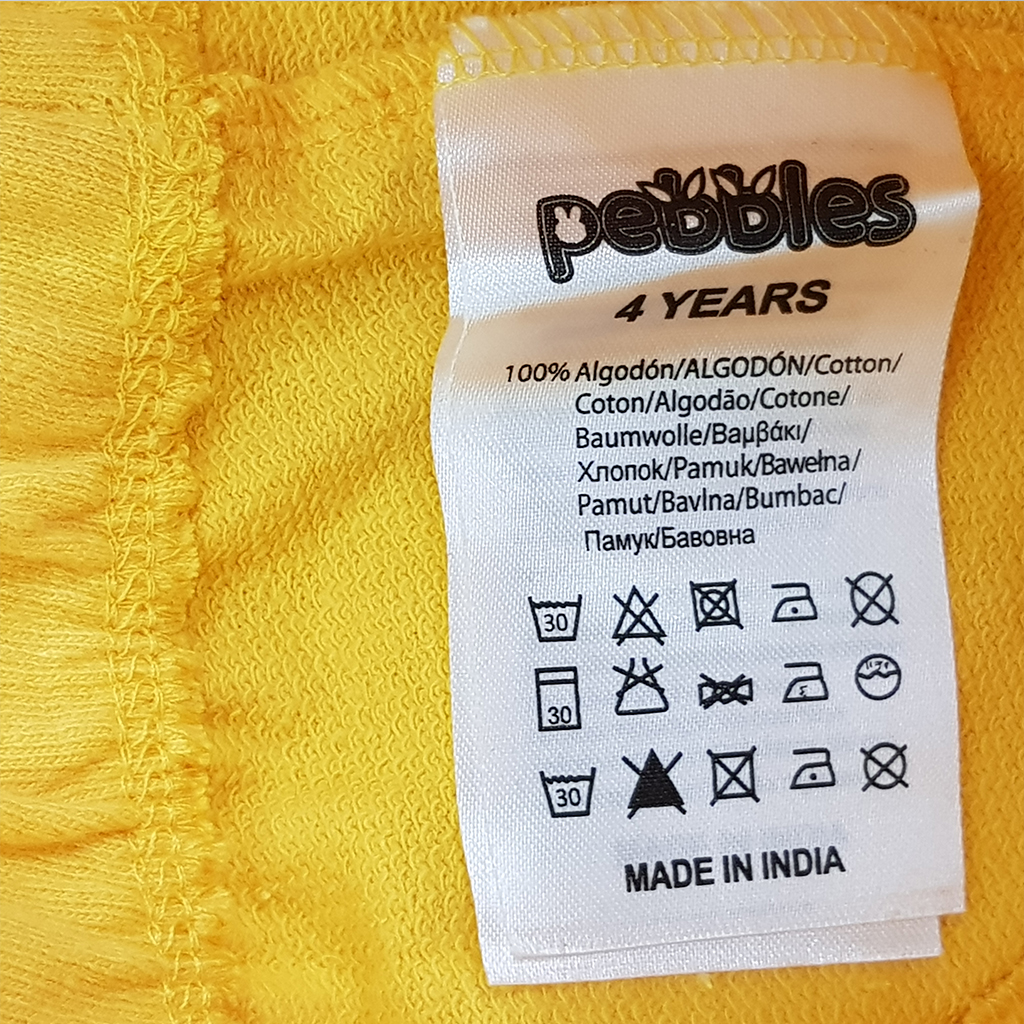 pebbles
4 YEARS
100% Algodón/ALGODÓN/Cotton/
Coton/Algodão/Cotone/
Baumwolle/Βαμβάκι/
Хлопок/Pamuk/Bawełna/
Pamut/Bavlna/Bumbac/
Памук/Бавовна
30
30
30
MADE IN INDIA